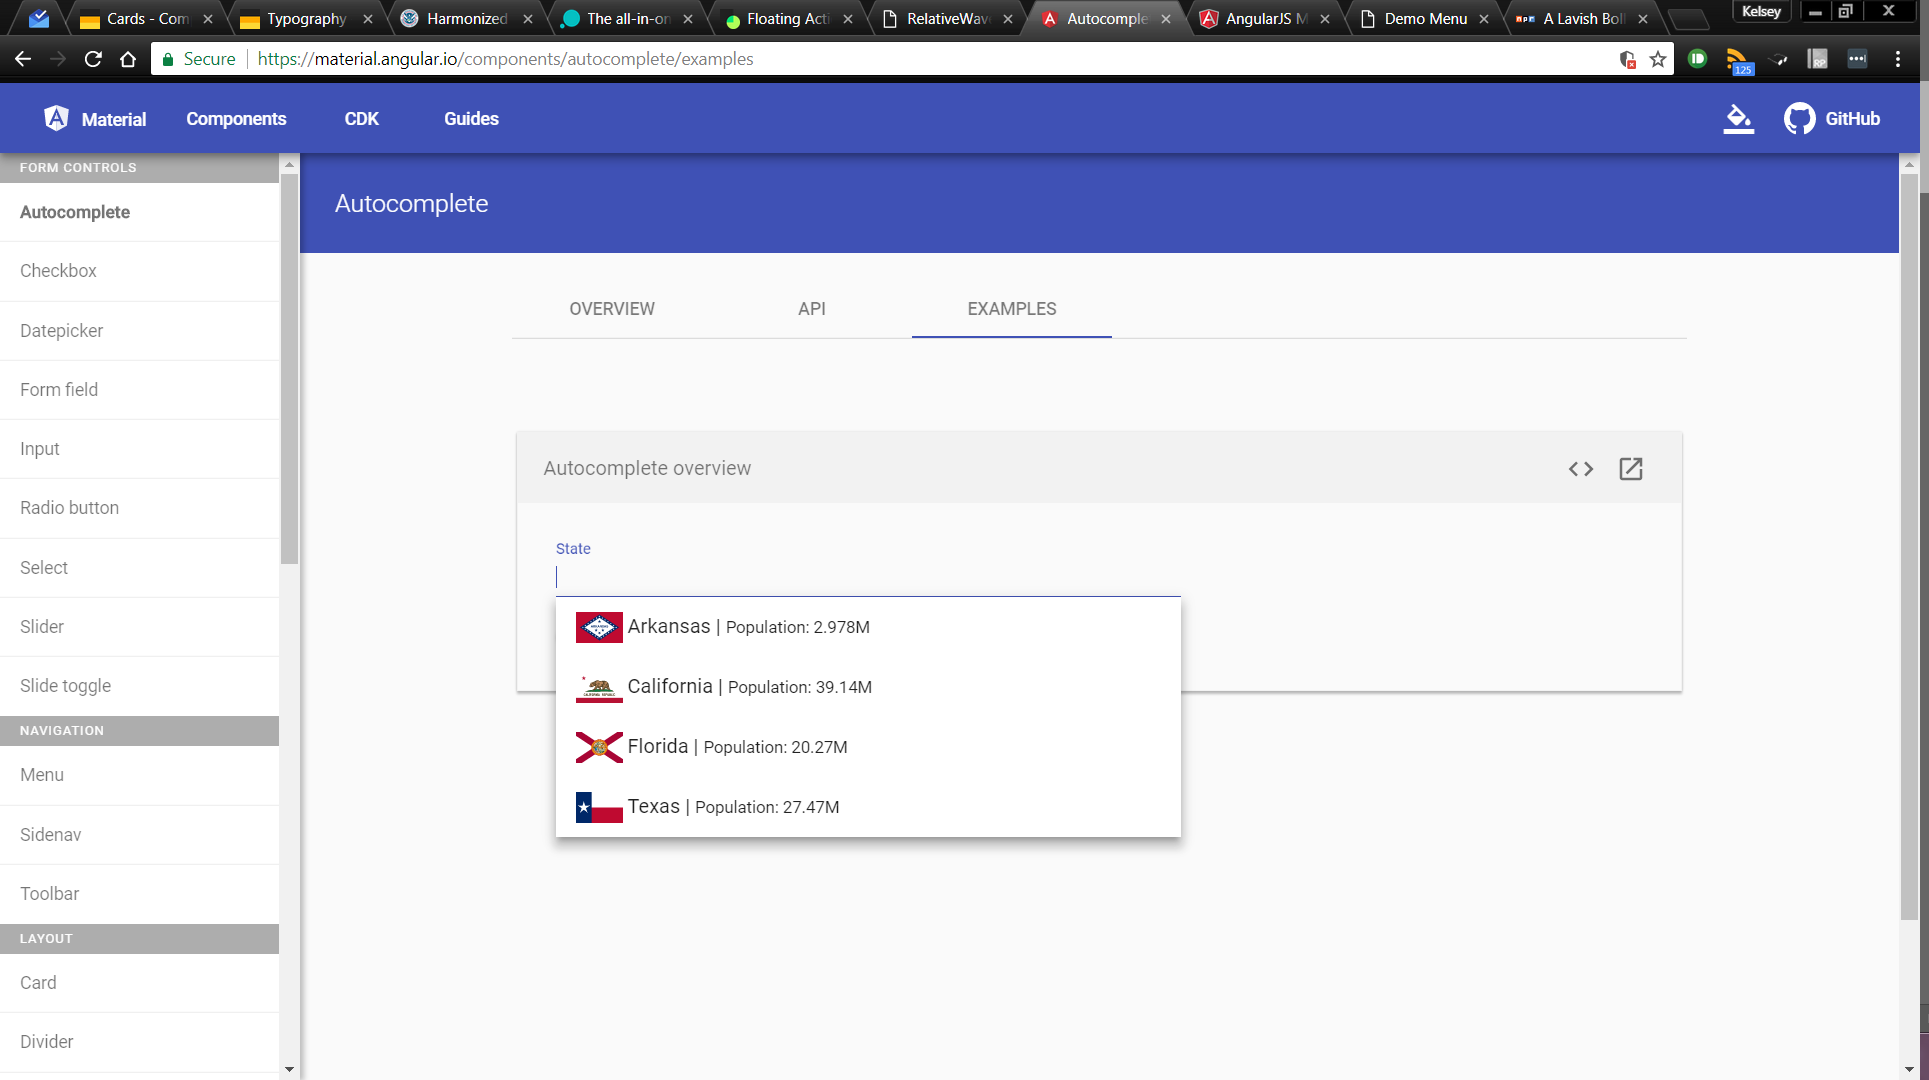 Cards - Com
Typography
Harmonized
The all-in-on
Floating Acti
RelativeWav
Autocomple
AngularJS M
Demo Menu
A Lavish Boll
Kelsey
Secure
https://material.angular.io/components/autocomplete/examples
125
Material
Components
CDK
Guides
GitHub
FORM CONTROLS
Autocomplete
Checkbox
Datepicker
Form field
Input
Radio button
Select
Slider
Slide toggle
NAVIGATION
Menu
Sidenav
Toolbar
LAYOUT
Card
Divider
Autocomplete
OVERVIEW
API
EXAMPLES
Autocomplete overview
State
Arkansas | Population: 2.978M
California | Population: 39.14M
Florida | Population: 20.27M
Texas | Population: 27.47M